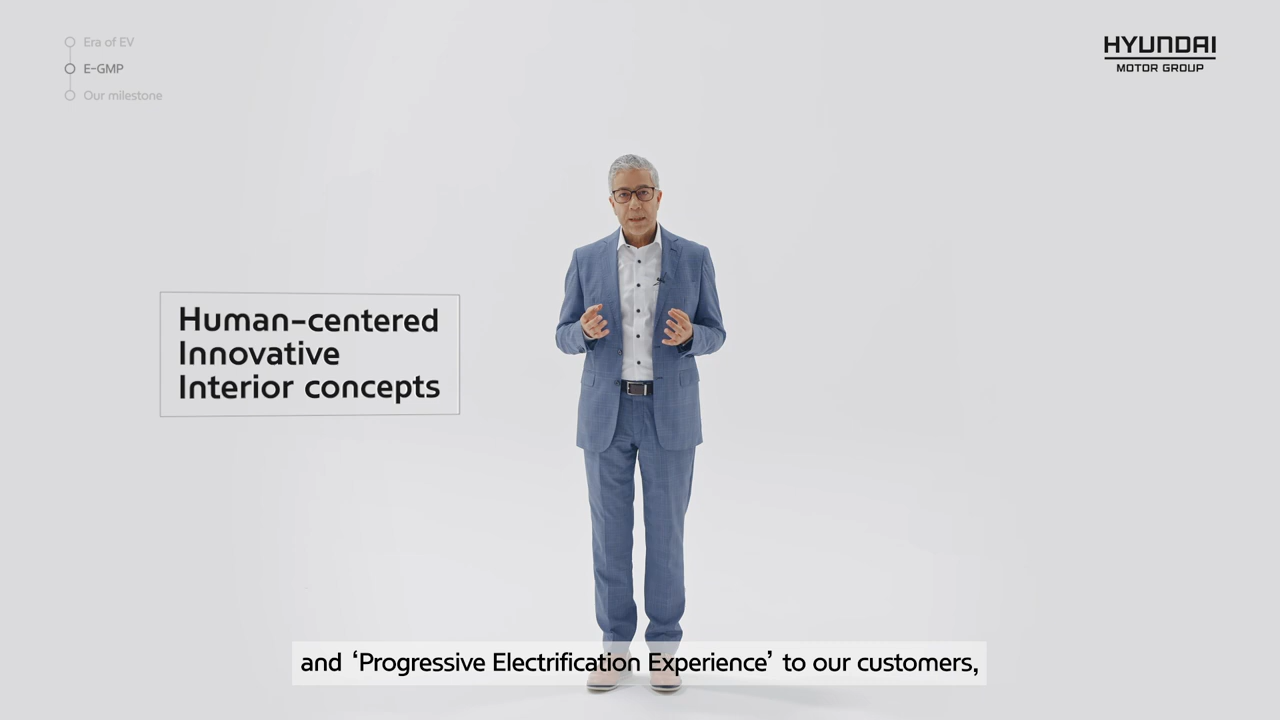 Era of EV
E-GMP
Our milestone
HYUNDAI
MOTOR GROUP
Human-centered
Innovative
Interior concepts
and ‘Progressive Electrification Experience’ to our customers,